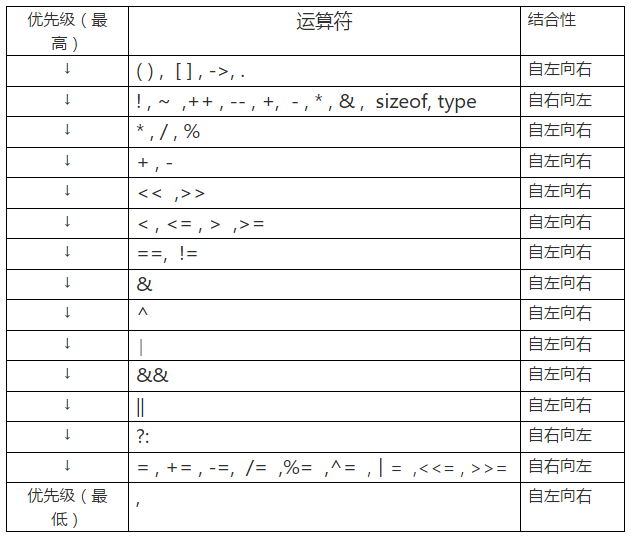 优先级（最高） 运算符 结合性
↓ ( ) , [ ] , ->, . 自左向右
↓ ! , ~ ,++ , -- , +, - , * , & , sizeof, type 自右向左
↓ * , / , % 自左向右
↓ + , - 自左向右
↓ << ,>> 自左向右
↓ < , <= , > ,>= 自左向右
↓ ==, != 自左向右
↓ & 自左向右
↓ ^ 自左向右
↓ | 自左向右
↓ && 自左向右
↓ || 自左向右
↓ ?: 自右向左
↓ = , += , -=, /= ,%= ,^= , | = ,<<= , >>= 自右向左
优先级（最低） , 自左向右